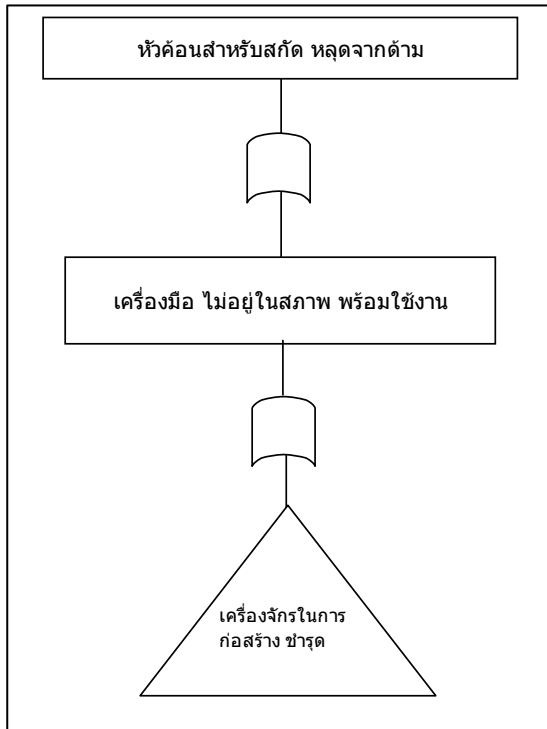 หัวค้อนสำหรับสกัด หลุดจากด้าม
เครื่องมือ ไม่อยู่ในสภาพ พร้อมใช้งาน
เครื่องจักรในการ
ก่อสร้าง ชำรุด